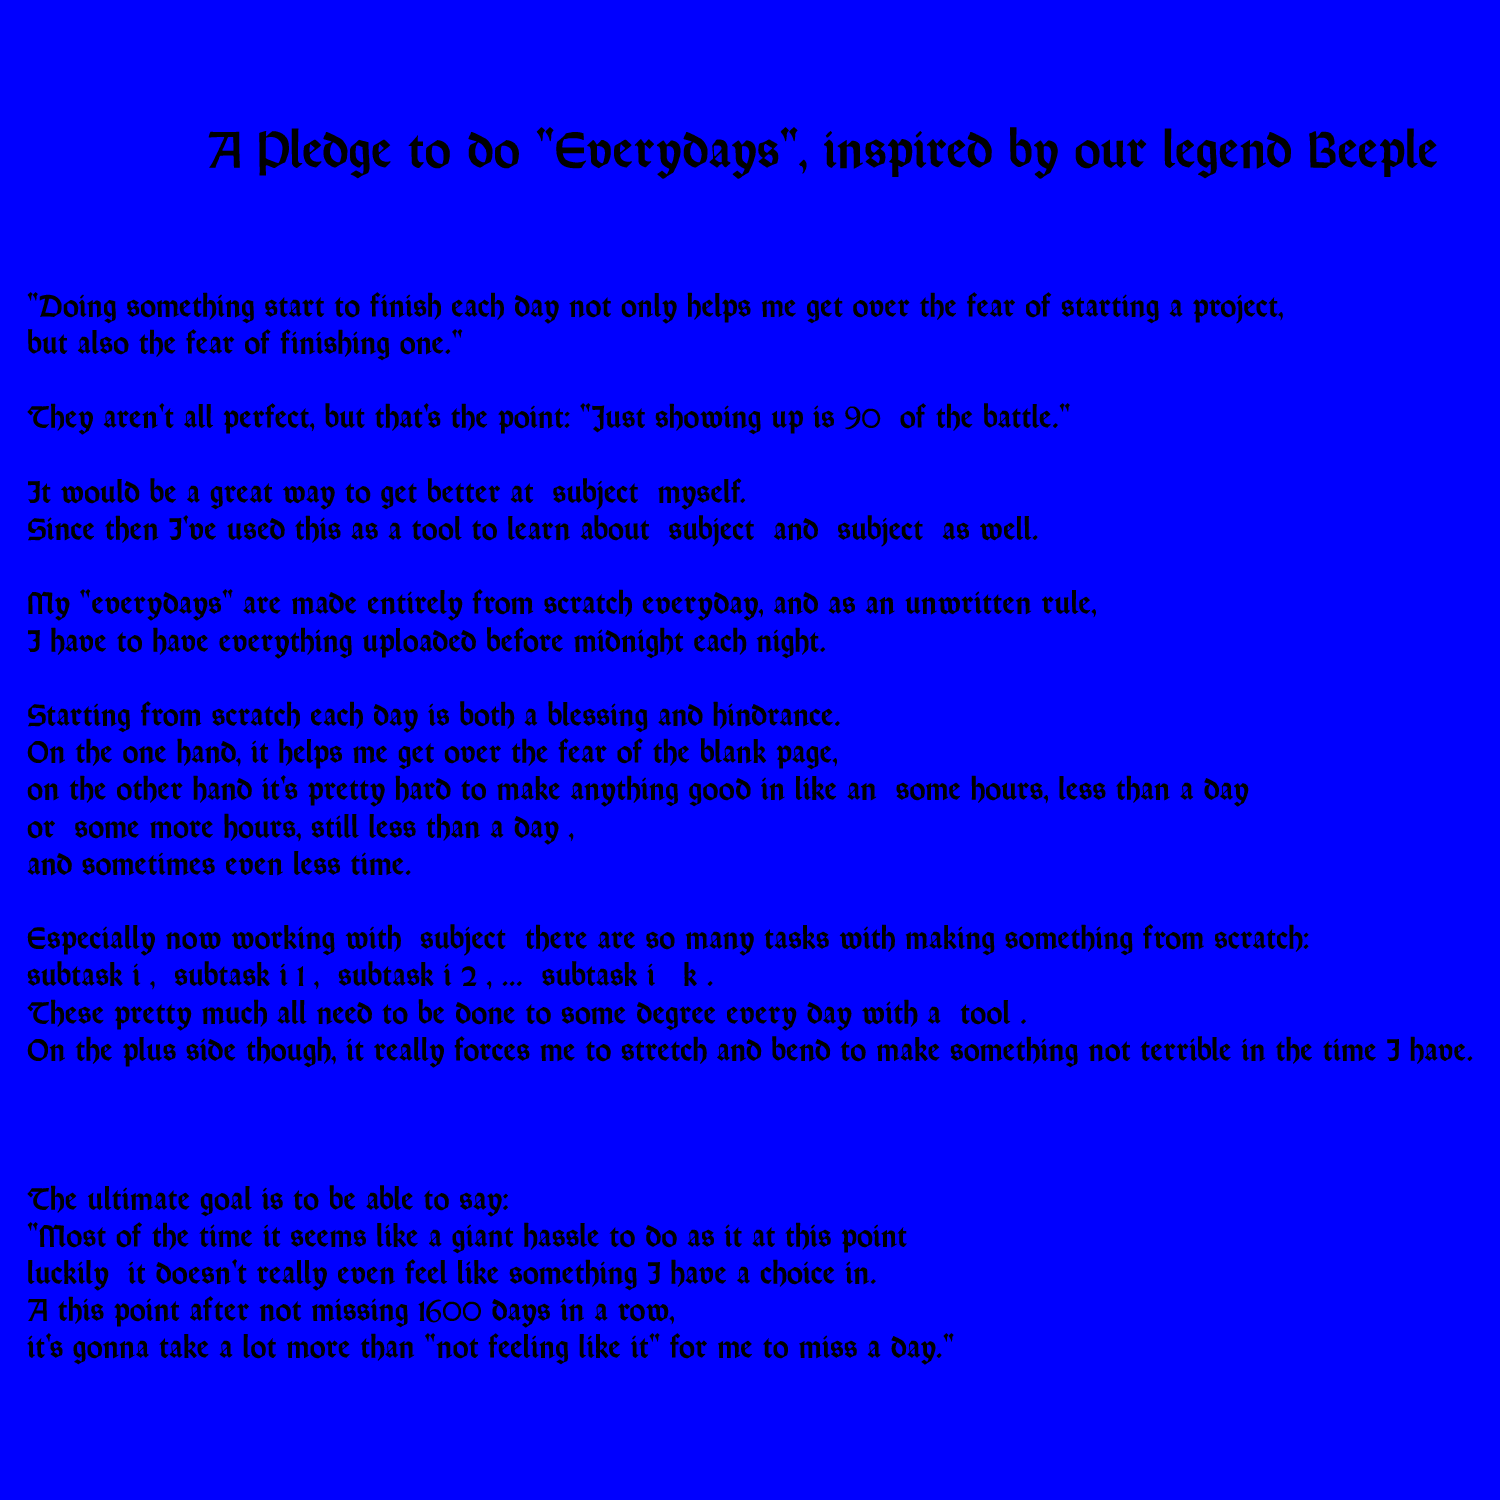 A Pledge to do "Everydays", inspired by our legend Beeple
"Doing something start to finish each day not only helps me get over the fear of starting a project,
but also the fear of finishing one."
They aren't all perfect, but that's the point: "Just showing up is 90  of the battle."
It would be a great way to get better at  subject  myself.
Since then I've used this as a tool to learn about  subject  and  subject  as well.
My "everydays" are made entirely from scratch everyday, and as an unwritten rule,
I have to have everything uploaded before midnight each night.
Starting from scratch each day is both a blessing and hindrance.
On the one hand, it helps me get over the fear of the blank page,
on the other hand it's pretty hard to make anything good in like an  some hours, less than a day
or  some more hours, still less than a day ,
and sometimes even less time.
Especially now working with  subject  there are so many tasks with making something from scratch:
subtask i ,  subtask i 1 ,  subtask i 2 , ...  subtask i   k .
These pretty much all need to be done to some degree every day with a  tool .
On the plus side though, it really forces me to stretch and bend to make something not terrible in the time I have.
The ultimate goal is to be able to say:
"Most of the time it seems like a giant hassle to do as it at this point
luckily  it doesn't really even feel like something I have a choice in.
A this point after not missing 1600 days in a row,
it's gonna take a lot more than "not feeling like it" for me to miss a day."